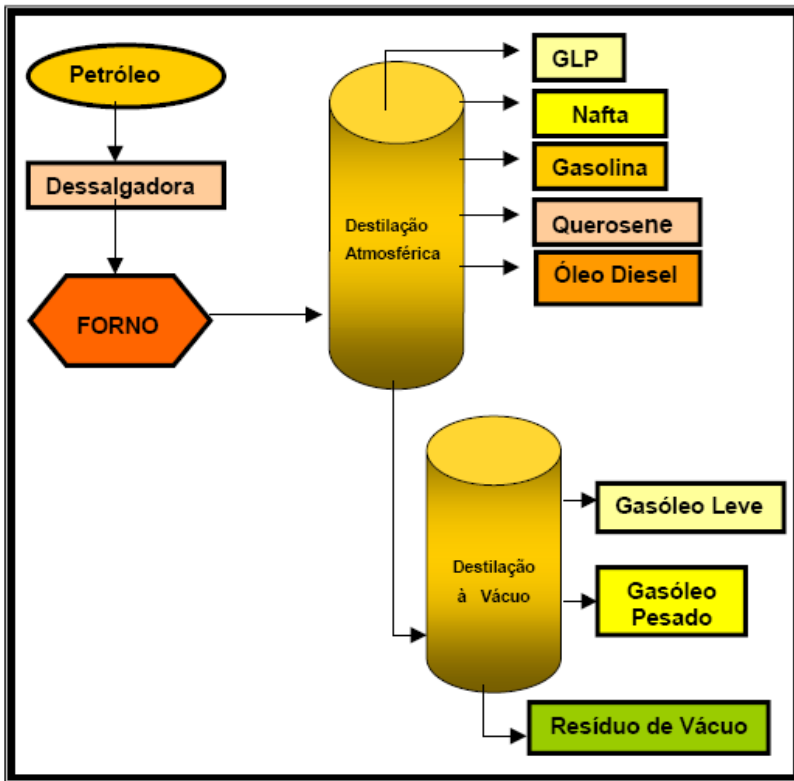 Petróleo
Dessalgadora
FORNO
Destilação
Atmosférica
GLP
Nafta
Gasolina
Querosene
Óleo Diesel
Destilação
à Vácuo
Gasóleo Leve
Gasóleo
Pesado
Resíduo de Vácuo